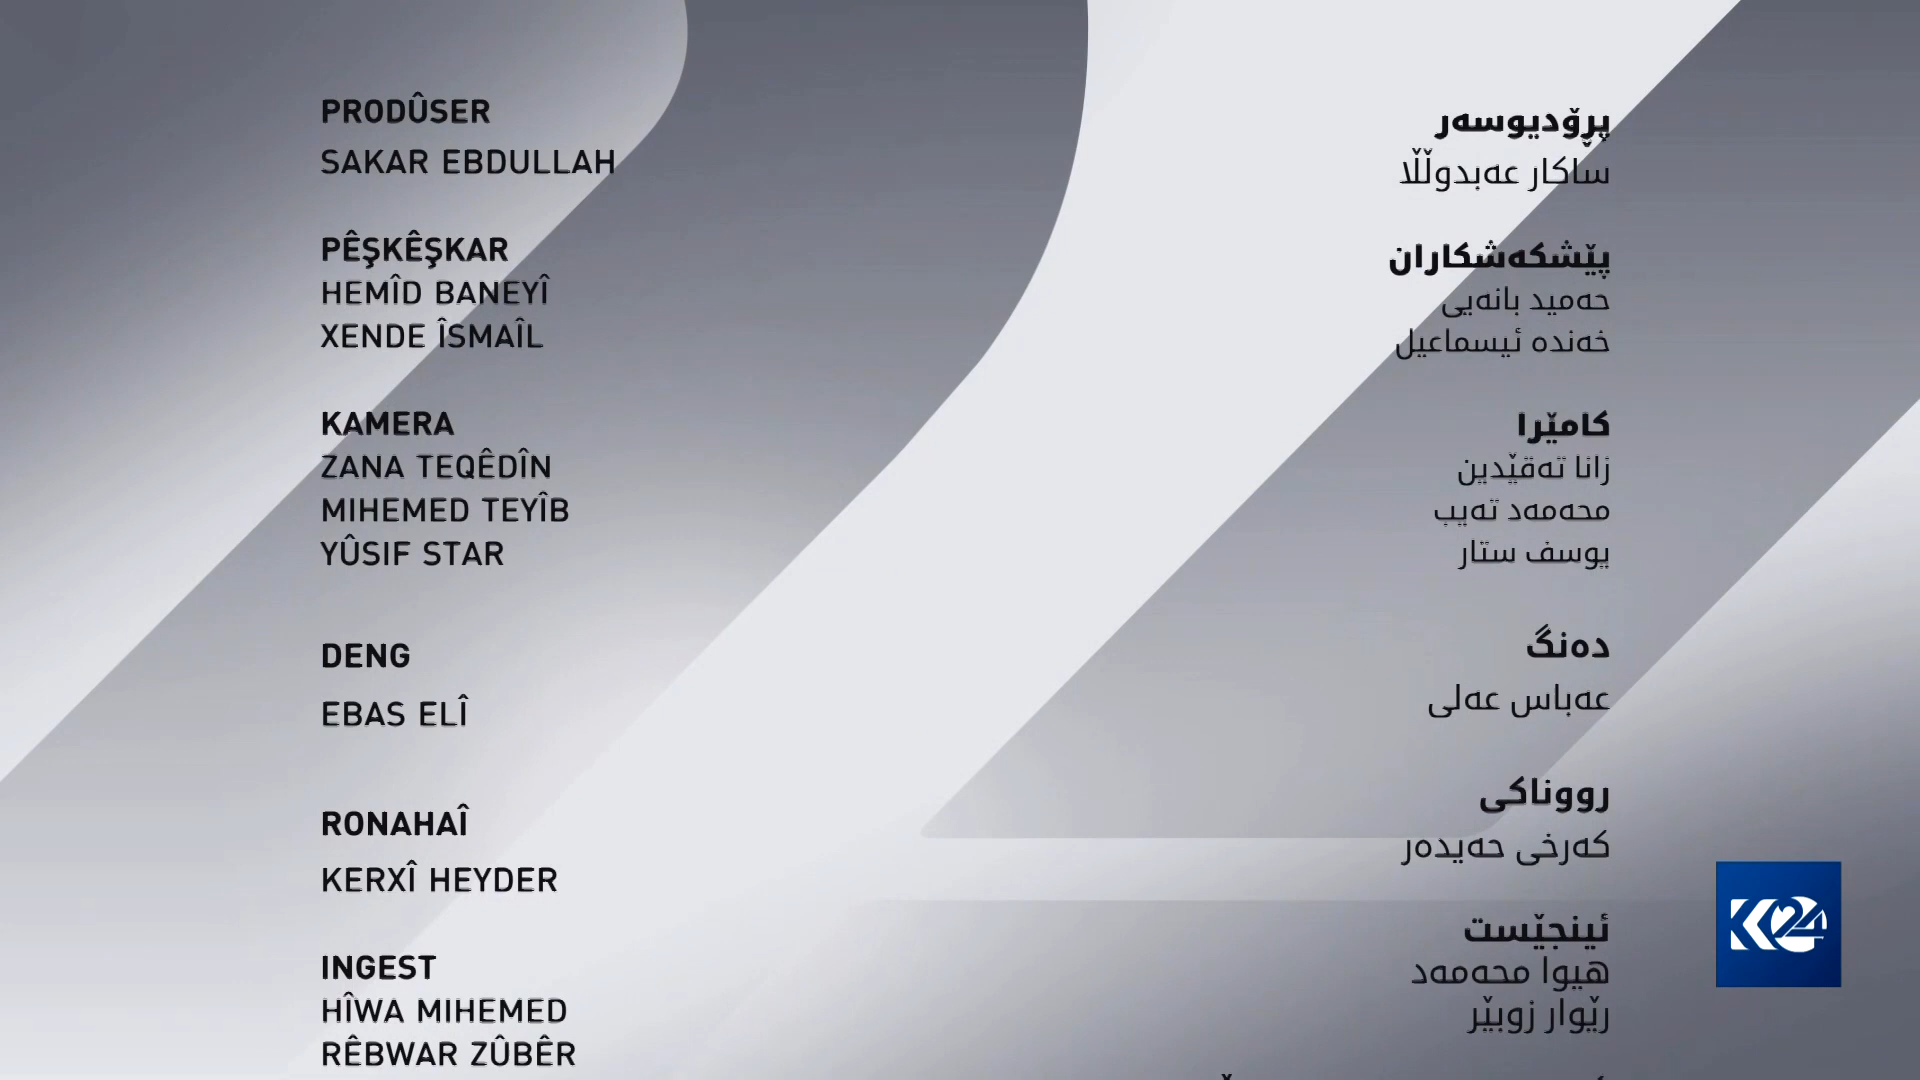 PRODÛSER
SAKAR EBDULLAH
PÊŞKÊŞKAR
HEMÎD BANEYÎ
XENDE ÎSMAÎL
KAMERA
ZANA TEQÊDÎN
MIHEMED TEYÎB
YÛSIF STAR
DENG
EBAS ELÎ
RONAHAÎ
KERXÎ HEYDER
INGEST
HÎWA MIHEMED
RÊBWAR ZÛBÊR
پڕۆدیوسەر
ساکار عەبدوڵڵا
پێشکەشکاران
حەمید بانەیی
خەندە ئیسماعیل
کامێرا
زانا تەقێدین
محەمەد تەیب
یوسف ستار
دەنگ
عەباس عەلی
رووناکی
کەرخی حەیدەر
ئینجێست
هیوا محەمەد
رێوار زوبێر
K24